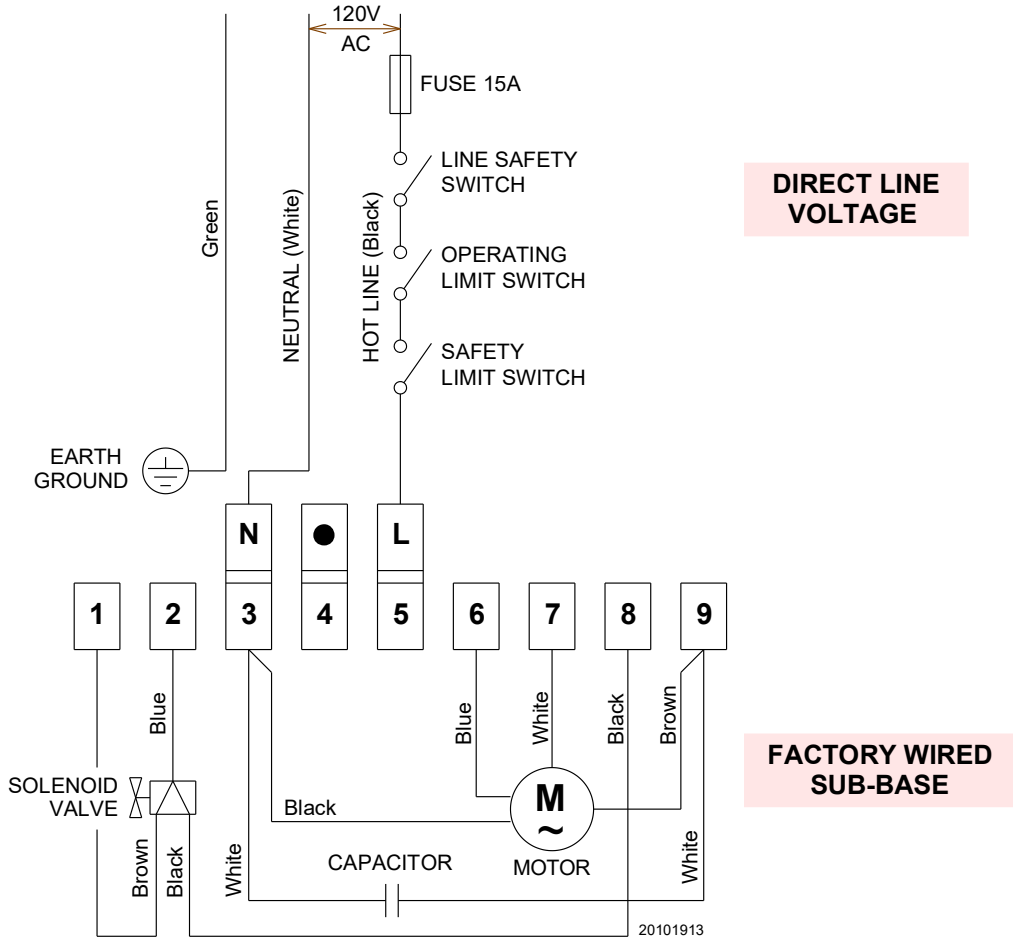 120V
AC
FUSE 15A
LINE SAFETY
SWITCH
DIRECT LINE
VOLTAGE
Green
NEUTRAL (White)
HOT LINE (Black)
OPERATING
LIMIT SWITCH
SAFETY
LIMIT SWITCH
EARTH
GROUND
N
L
1
2
3
4
5
6
7
8
9
Blue
Blue
White
Black
Brown
FACTORY WIRED
SUB-BASE
SOLENOID
VALVE
M
~
Black
Brown
Black
White
CAPACITOR
MOTOR
White
20101913